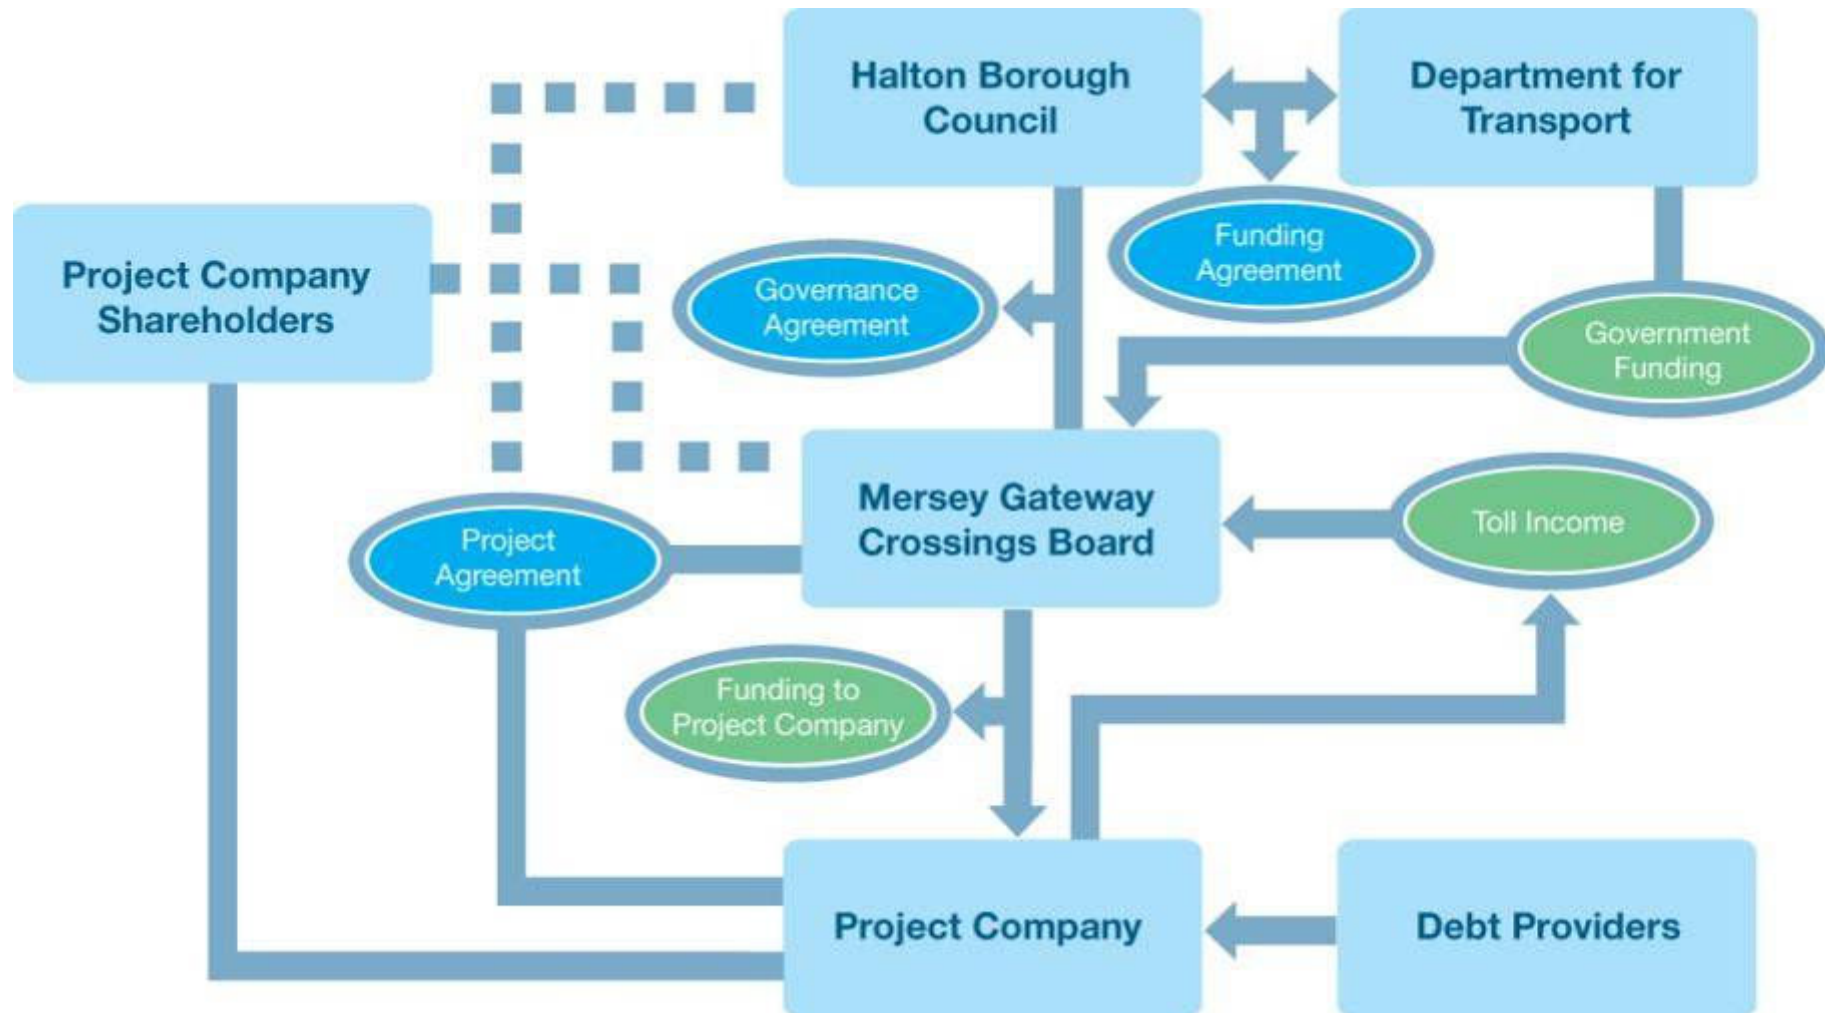 Halton Borough
Council
Department for
Transport
Project Company
Shareholders
Governance
Agreement
Funding
Agreement
Government
Funding
Mersey Gateway
Crossings Board
Toll Income
Project
Agreement
Funding to
Project Company
Project Company
Debt Providers